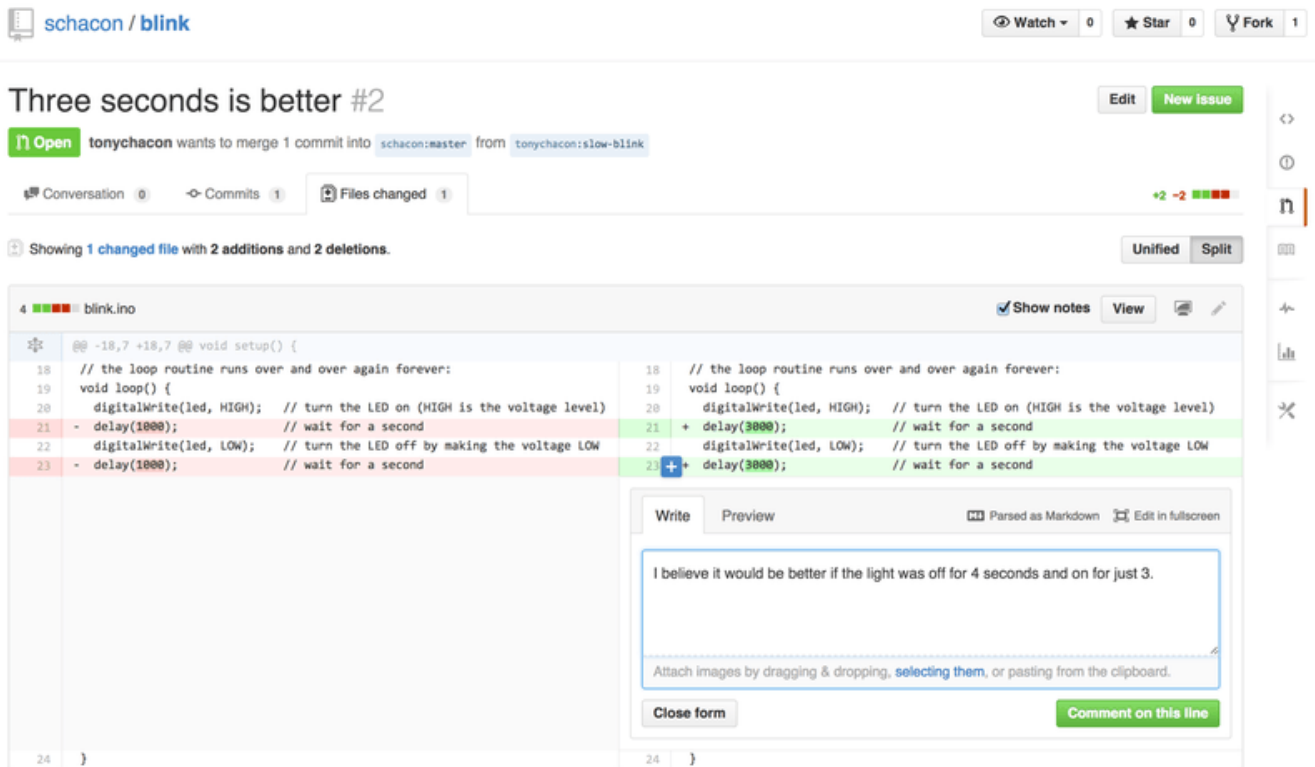 schacon / blink
Watch 0 Star 0 Fork 1
Three seconds is better #2
Edit New issue
Open tonychacon wants to merge 1 commit into schacon:master from tonychacon:slow-blink
Conversation 0 Commits 1 Files changed 1 +2 −2
Showing 1 changed file with 2 additions and 2 deletions.
Unified Split
4 blink.ino Show notes View
@@ -18,7 +18,7 @@ void setup() {
18 // the loop routine runs over and over again forever:
19 void loop() {
20 digitalWrite(led, HIGH); // turn the LED on (HIGH is the voltage level)
21 - delay(1000); // wait for a second
22 digitalWrite(led, LOW); // turn the LED off by making the voltage LOW
23 - delay(1000); // wait for a second
24 }
18 // the loop routine runs over and over again forever:
19 void loop() {
20 digitalWrite(led, HIGH); // turn the LED on (HIGH is the voltage level)
21 + delay(3000); // wait for a second
22 digitalWrite(led, LOW); // turn the LED off by making the voltage LOW
23 + delay(3000); // wait for a second
Write Preview Parsed as Markdown Edit in fullscreen
I believe it would be better if the light was off for 4 seconds and on for just 3.
Attach images by dragging & dropping, selecting them, or pasting from the clipboard.
Close form Comment on this line
24 }